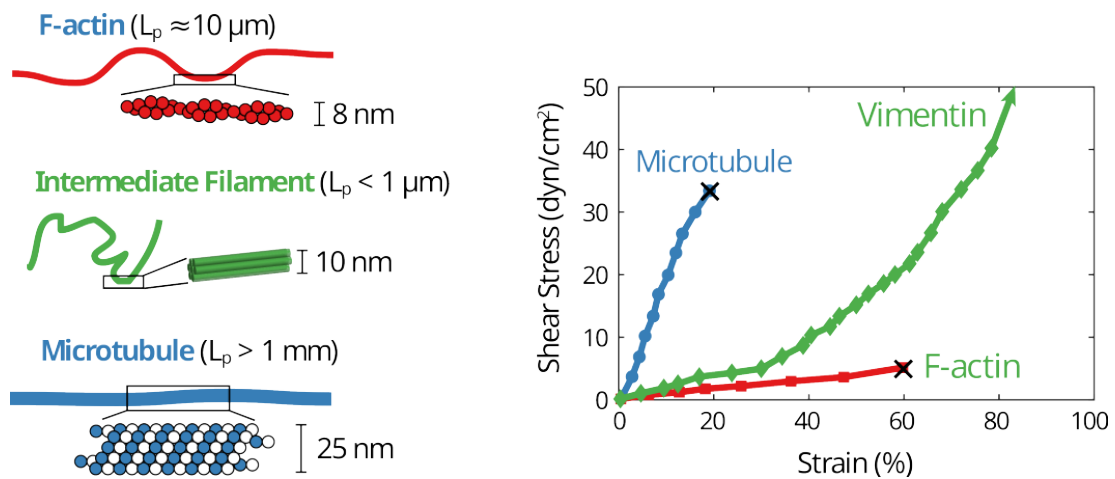 F-actin (Lp ≈10 μm)
8 nm
Intermediate Filament (Lp < 1 μm)
10 nm
Microtubule (Lp > 1 mm)
25 nm
Shear Stress (dyn/cm²)
50
40
30
20
10
0
Vimentin
Microtubule
F-actin
0 20 40 60 80 100
Strain (%)